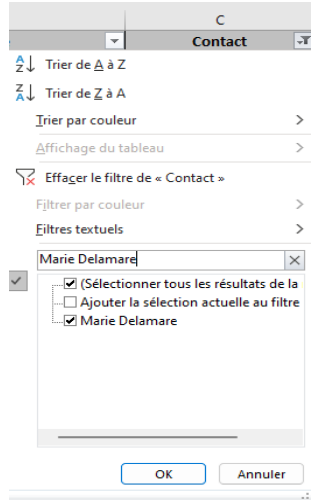 C
Contact
Trier de A à Z
Trier de Z à A
Trier par couleur
Affichage du tableau
Effacer le filtre de « Contact »
Filtrer par couleur
Filtres textuels
Marie Delamare
(Sélectionner tous les résultats de la
Ajouter la sélection actuelle au filtre
Marie Delamare
OK Annuler